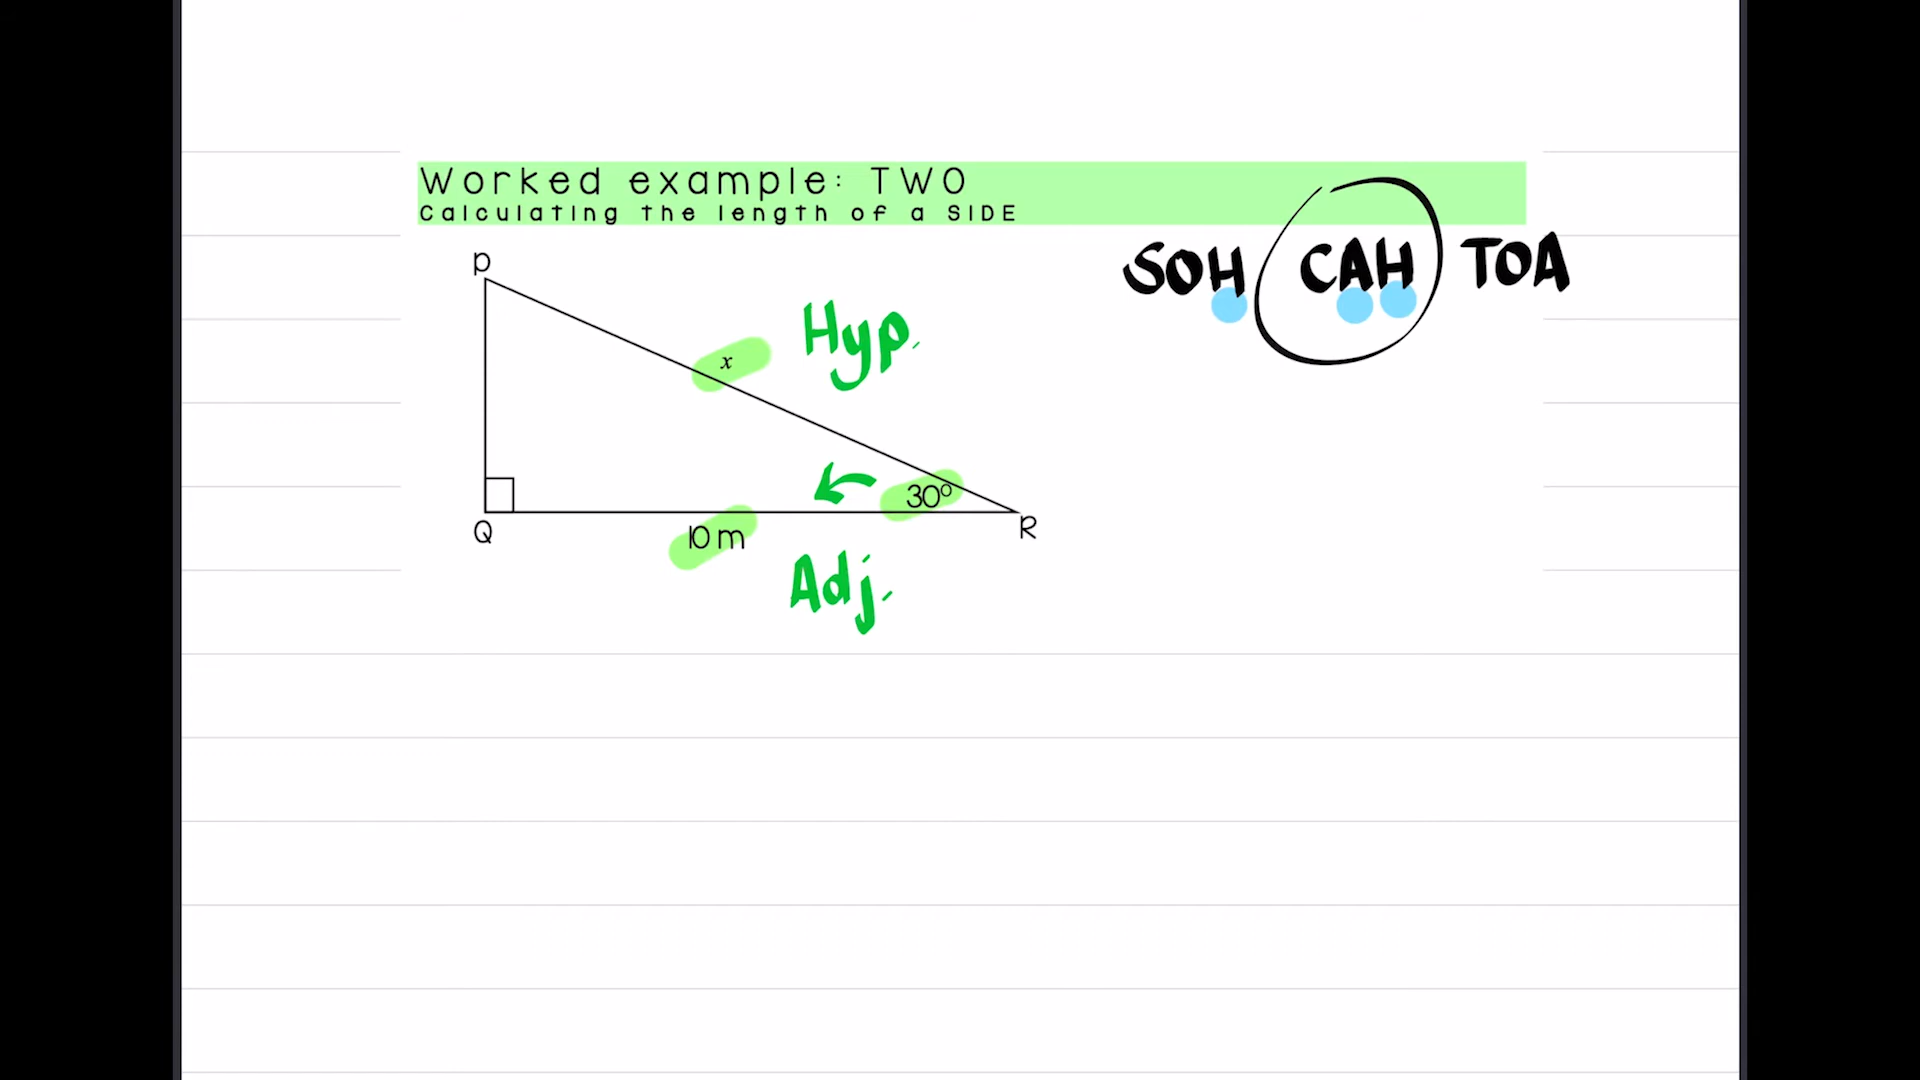 Worked example: TWO
Calculating the length of a SIDE
SOH CAH TOA
P
Hyp.
x
30°
Q
10 m
R
Adj.